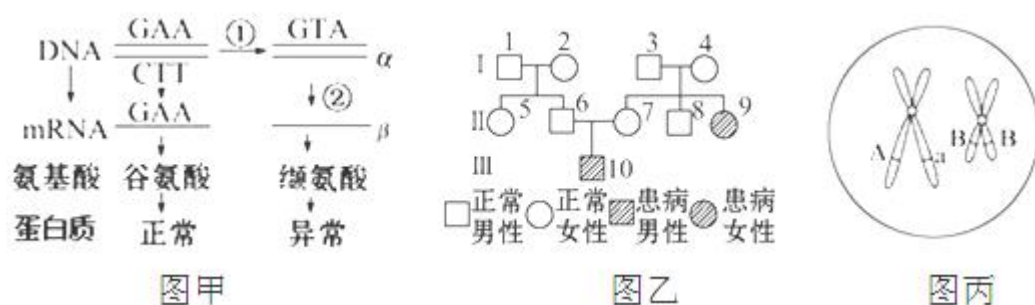 GAA ① GTA
DNA α
CTT ②
GAA
mRNA β
氨基酸 谷氨酸 缬氨酸
蛋白质 正常 异常
图甲
1 2 3 4
I
II 5 6 7 8 9
III 10
正常男性 正常女性 患病男性 患病女性
图乙
A a B B
图丙